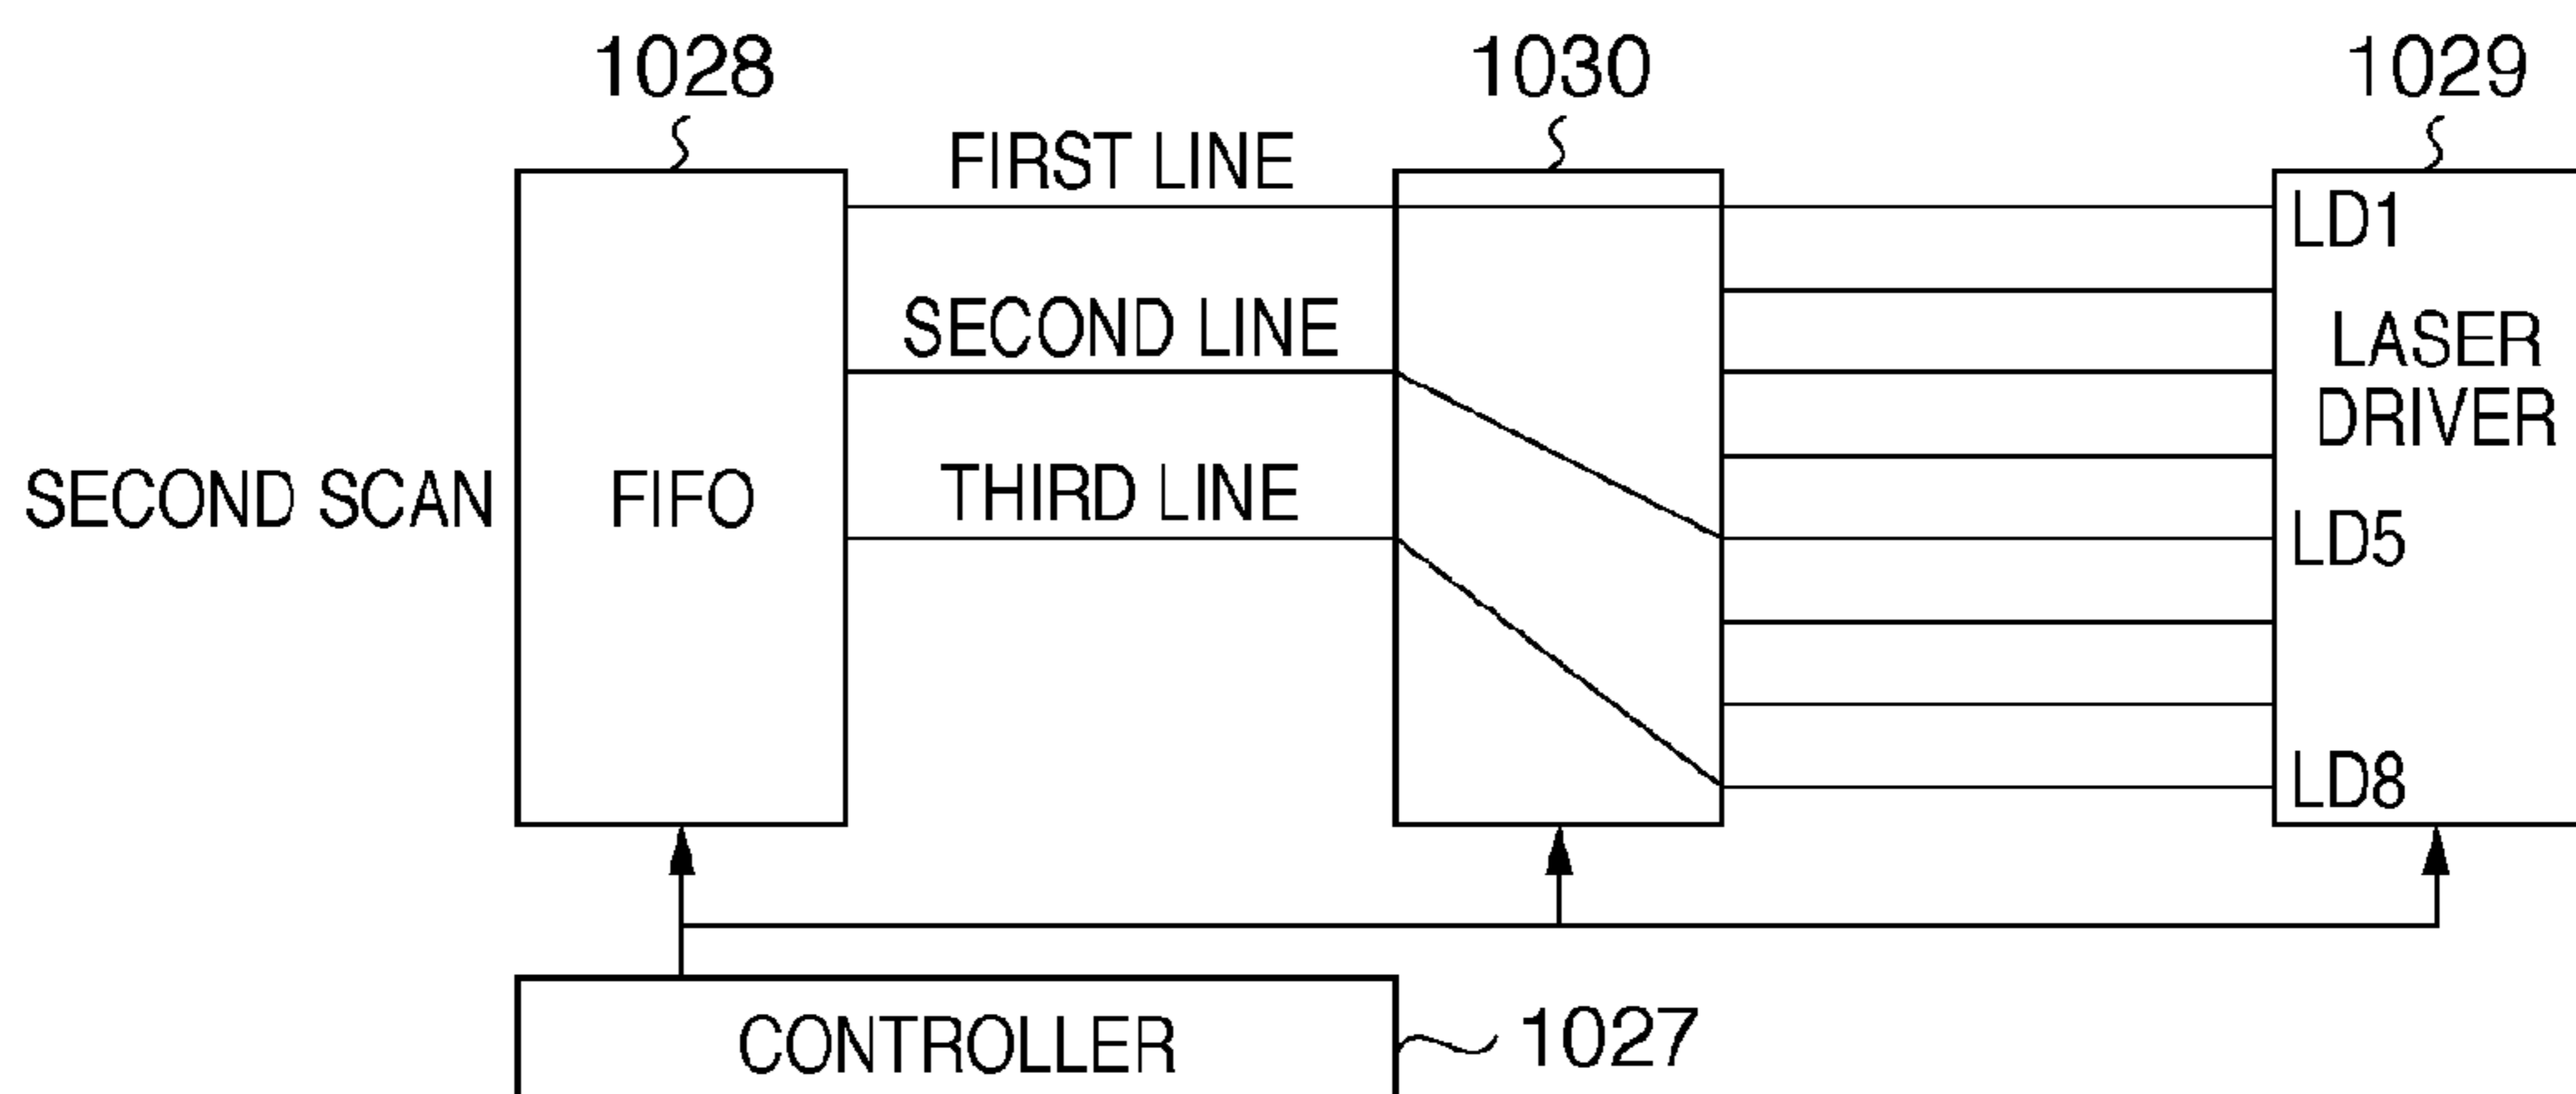 1028
1030
1029
FIRST LINE
LD1
SECOND LINE
LASER
DRIVER
SECOND SCAN
FIFO
THIRD LINE
LD5
LD8
CONTROLLER
1027